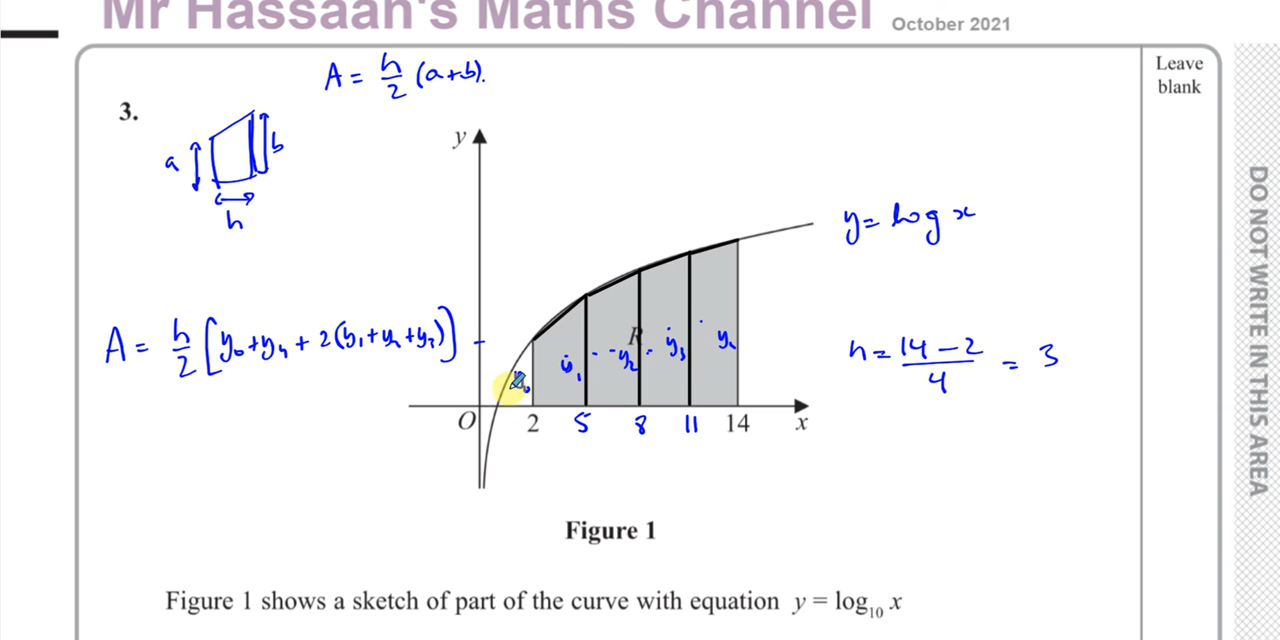 Mr Hassaan's Maths Channel
October 2021
Leave
blank
A = h/2 (a+b).
3.
a
b
h
y
y = log x
A = h/2 [y₀+y₄ + 2(y₁+y₂+y₃)]
R
y₁ y₂ y₃ y₄
h = 14 – 2 / 4 = 3
O 2 5 8 11 14 x
Figure 1
Figure 1 shows a sketch of part of the curve with equation y = log₁₀ x
DO NOT WRITE IN THIS AREA